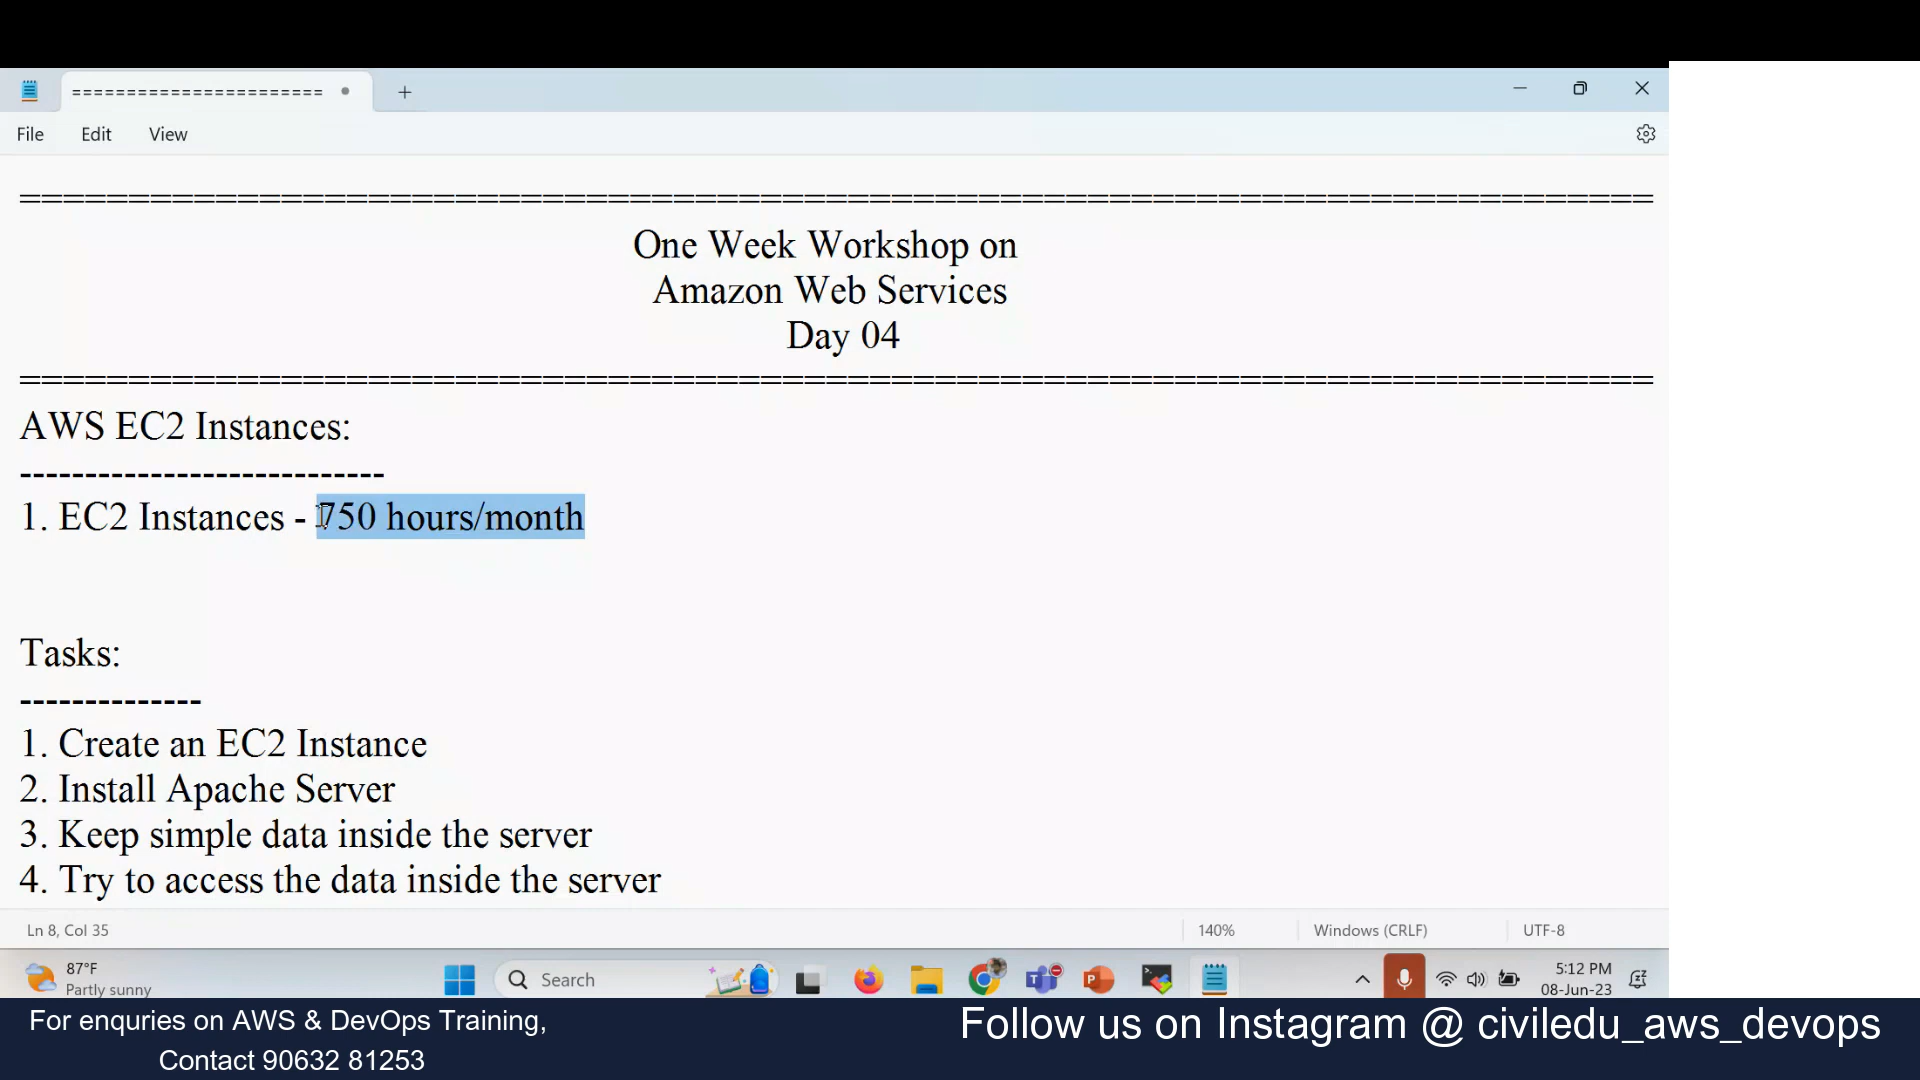 =======================
File Edit View
============================================================================
One Week Workshop on
Amazon Web Services
Day 04
============================================================================
AWS EC2 Instances:
----------------------------
1. EC2 Instances - 750 hours/month
Tasks:
--------------
1. Create an EC2 Instance
2. Install Apache Server
3. Keep simple data inside the server
4. Try to access the data inside the server
Ln 8, Col 35 140% Windows (CRLF) UTF-8
87°F
Partly sunny
Search
5:12 PM
08-Jun-23
For enquries on AWS & DevOps Training,
Contact 90632 81253
Follow us on Instagram @ civiledu_aws_devops